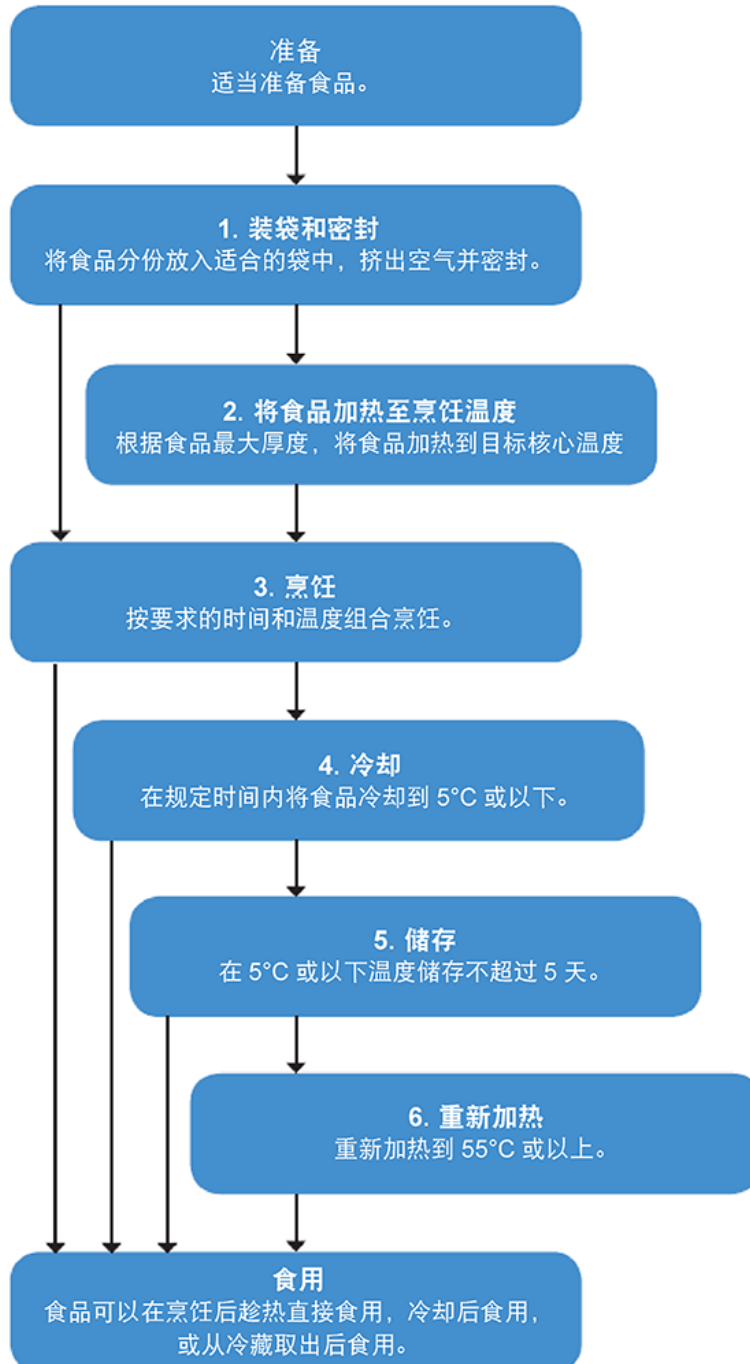 准备
适当准备食品。
1. 装袋和密封
将食品分份放入适合的袋中，挤出空气并密封。
2. 将食品加热至烹饪温度
根据食品最大厚度，将食品加热到目标核心温度
3. 烹饪
按要求的时间和温度组合烹饪。
4. 冷却
在规定时间内将食品冷却到 5°C 或以下。
5. 储存
在 5°C 或以下温度储存不超过 5 天。
6. 重新加热
重新加热到 55°C 或以上。
食用
食品可以在烹饪后趁热直接食用，冷却后食用，
或从冷藏取出后食用。